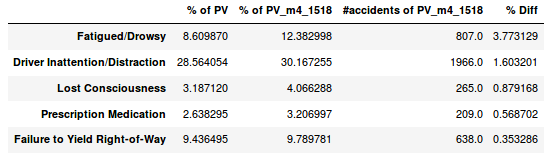 % of PV % of PV_m4_1518 #accidents of PV_m4_1518 % Diff
Fatigued/Drowsy 8.609870 12.382998 807.0 3.773129
Driver Inattention/Distraction 28.564054 30.167255 1966.0 1.603201
Lost Consciousness 3.187120 4.066288 265.0 0.879168
Prescription Medication 2.638295 3.206997 209.0 0.568702
Failure to Yield Right-of-Way 9.436495 9.789781 638.0 0.353286